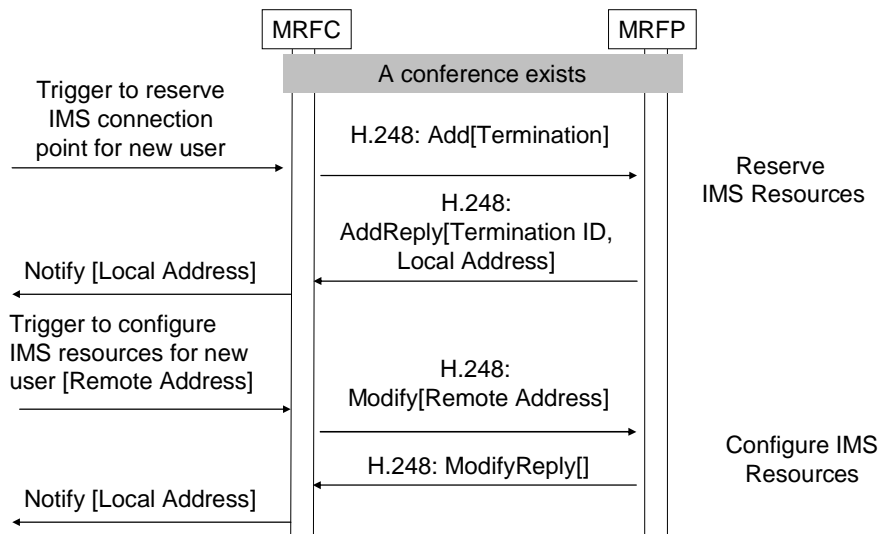 MRFC
MRFP
A conference exists
Trigger to reserve
IMS connection
point for new user
H.248: Add[Termination]
Reserve
IMS Resources
H.248:
AddReply[Termination ID,
Local Address]
Notify [Local Address]
Trigger to configure
IMS resources for new
user [Remote Address]
H.248:
Modify[Remote Address]
Configure IMS
Resources
H.248: ModifyReply[]
Notify [Local Address]